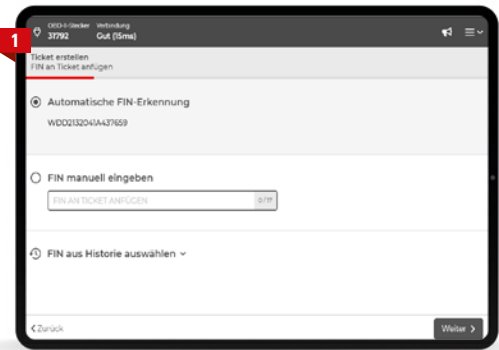 1
OBD-II-Stecker Verbindung
31792 Gut (15ms)
Ticket erstellen
FIN an Ticket anfügen
Automatische FIN-Erkennung
WDD2132041A437659
FIN manuell eingeben
FIN AN TICKET ANFÜGEN 0/17
FIN aus Historie auswählen
Zurück Weiter